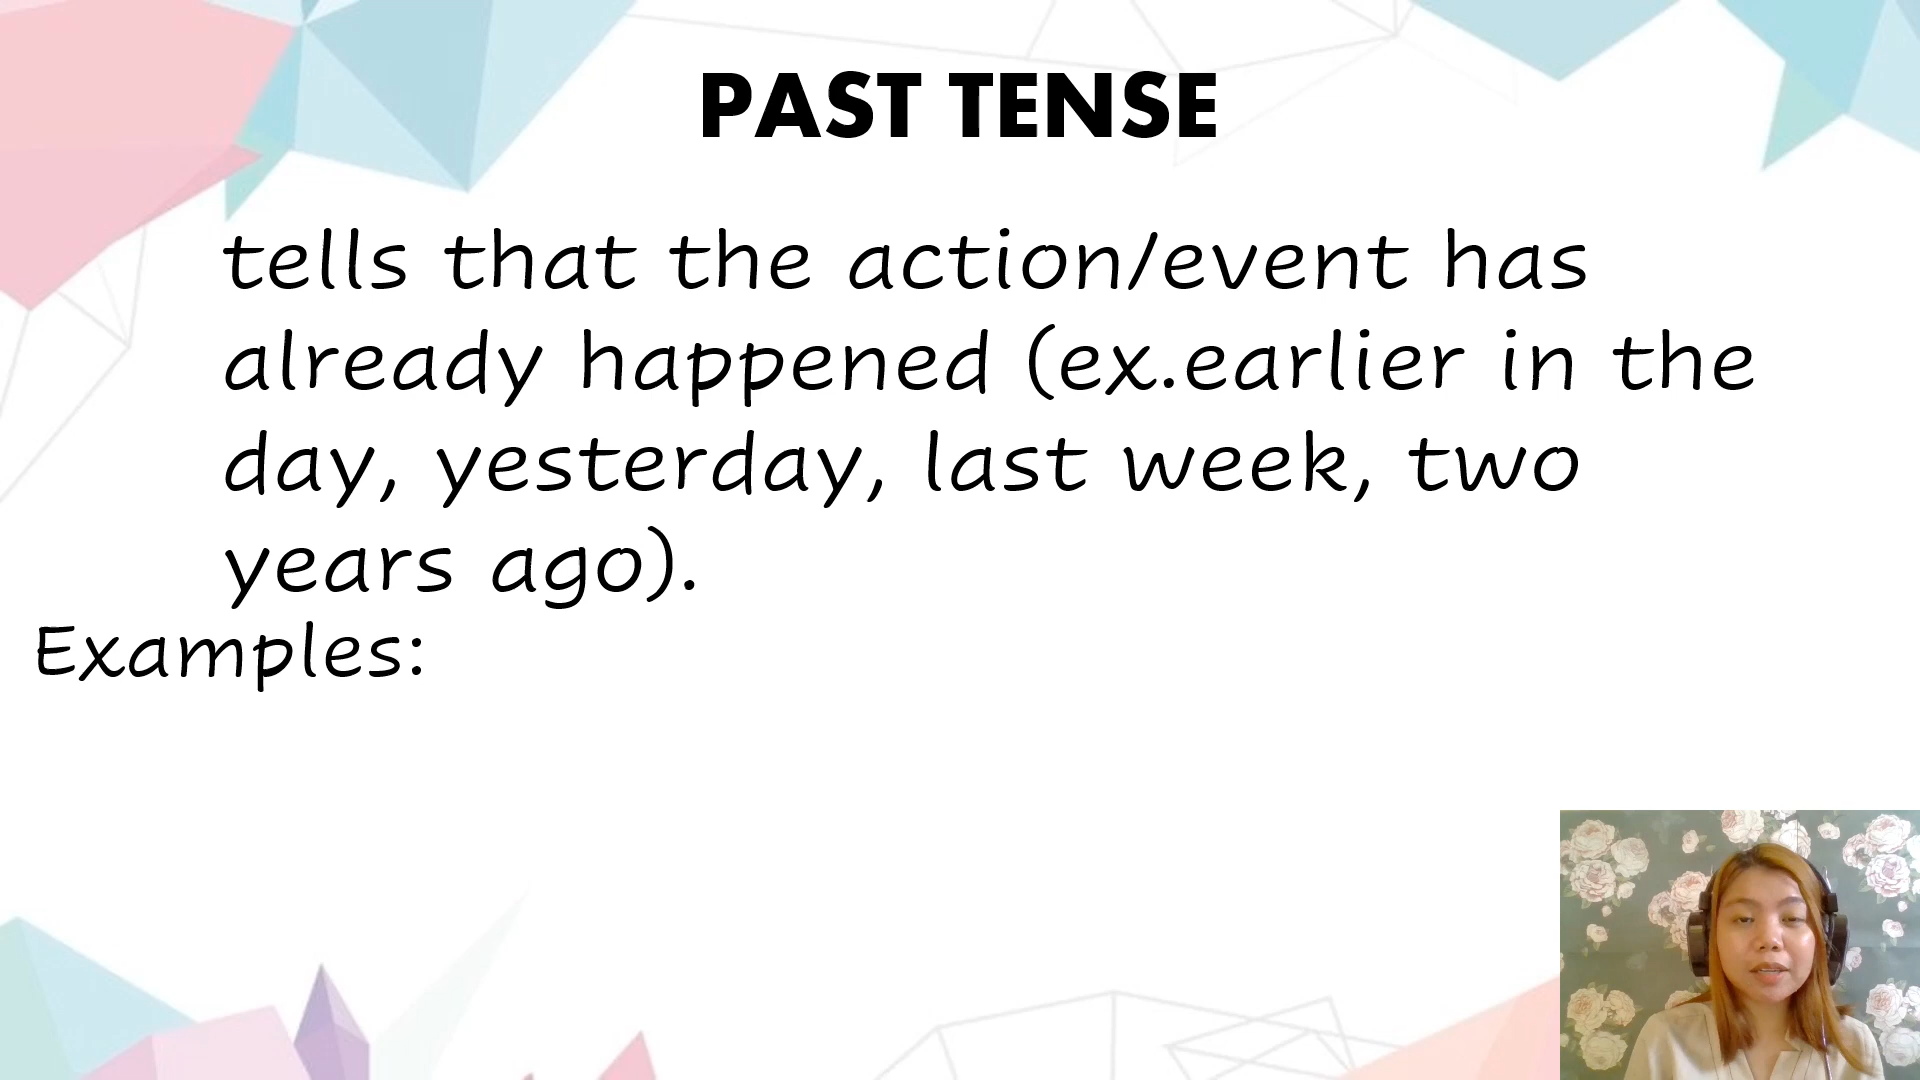 PAST TENSE
tells that the action/event has
already happened (ex.earlier in the
day, yesterday, last week, two
years ago).
Examples: